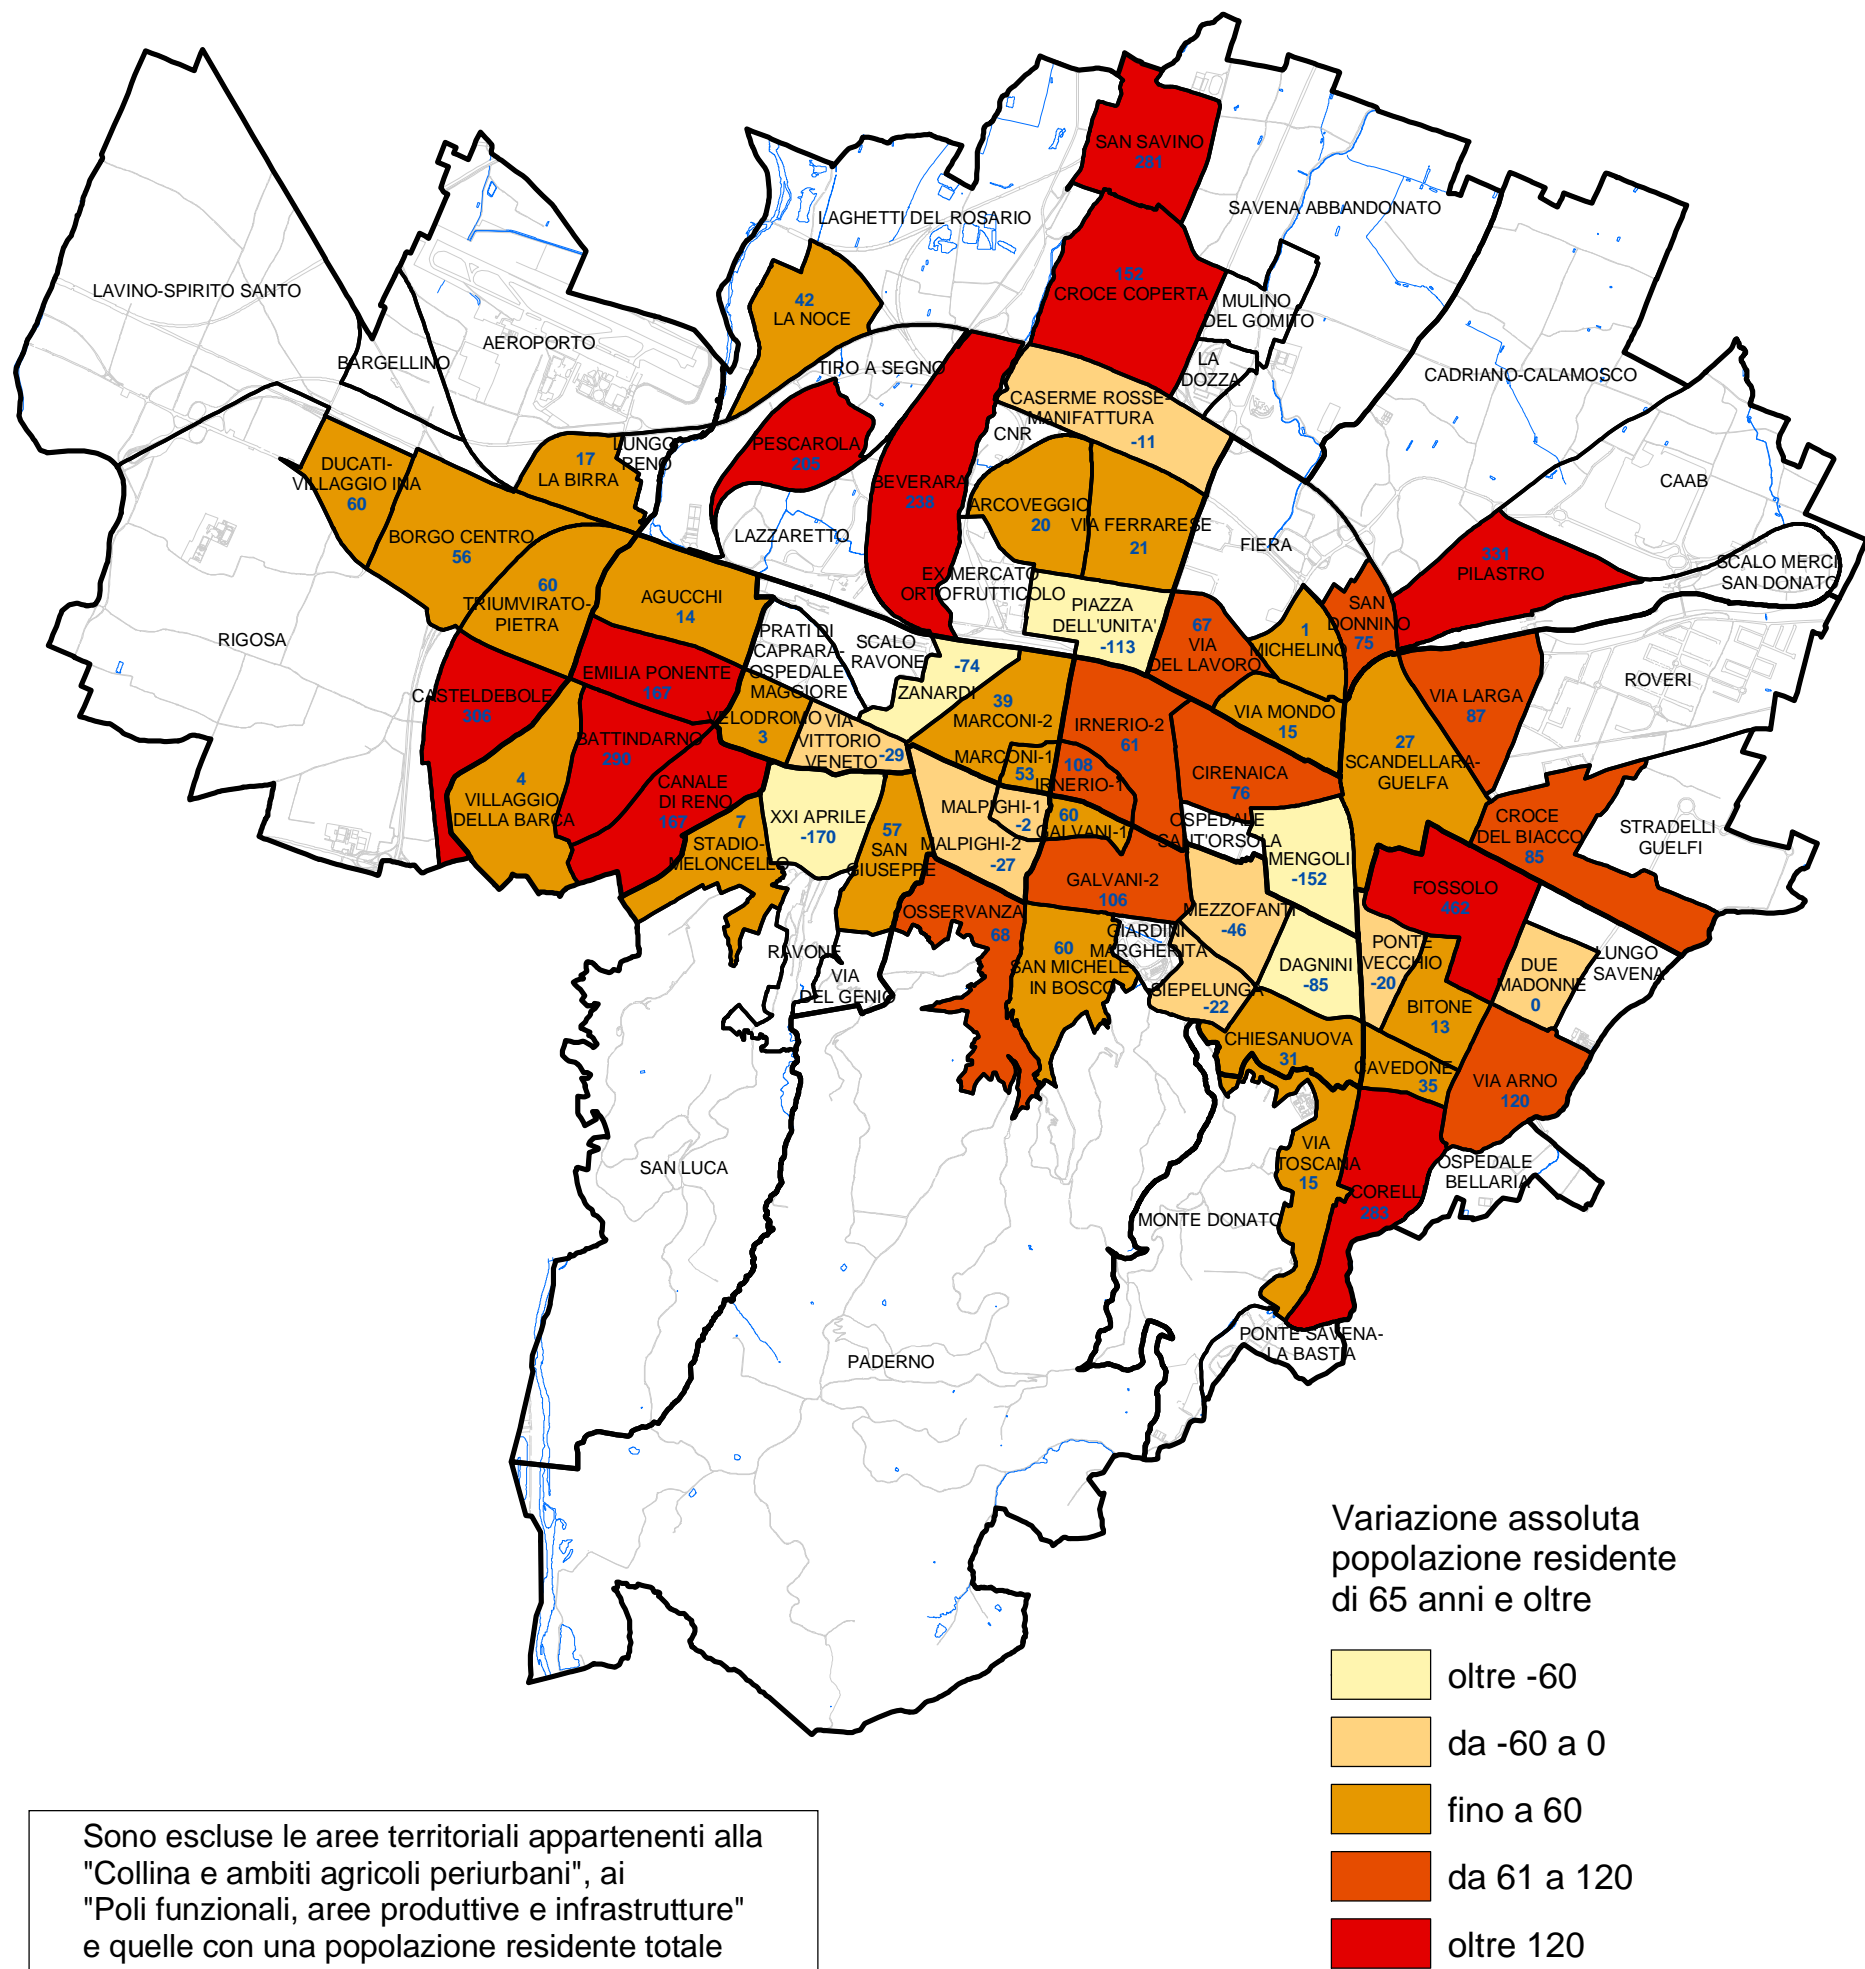 SAN SAVINO
281
LAGHETTI DEL ROSARIO
SAVENA ABBANDONATO
LAVINO-SPIRITO SANTO
152
CROCE COPERTA
42
LA NOCE
MULINO
DEL GOMITO
BARGELLINO
AEROPORTO
TIRO A SEGNO
LA
DOZZA
CADRIANO-CALAMOSCO
CASERME ROSSE-
MANIFATTURA
-11
CNR
PESCAROLA
205
LUNGO
RENO
17
LA BIRRA
DUCATI-
VILLAGGIO INA
60
BEVERARA
238
ARCOVEGGIO
20
VIA FERRARESE
21
CAAB
BORGO CENTRO
56
LAZZARETTO
FIERA
331
PILASTRO
SCALO MERCI
SAN DONATO
EX MERCATO
ORTOFRUTTICOLO
60
TRIUMVIRATO-
PIETRA
AGUCCHI
14
PIAZZA
DELL'UNITA'
-113
67
VIA
DEL LAVORO
1
MICHELINO
SAN
DONNINO
75
RIGOSA
PRATI DI
CAPRARA-
OSPEDALE
MAGGIORE
SCALO
RAVONE
-74
ZANARDI
EMILIA PONENTE
167
CASTELDEBOLE
306
ROVERI
VIA LARGA
87
39
MARCONI-2
IRNERIO-2
61
VIA MONDO
15
VELODROMO
3
VIA
VITTORIO
VENETO
-29
BATTINDARNO
290
MARCONI-1
53
108
IRNERIO-1
CIRENAICA
76
27
SCANDELLARA-
GUELFA
4
VILLAGGIO
DELLA BARCA
CANALE
DI RENO
167
MALPIGHI-1
-2
60
GALVANI-1
OSPEDALE
SANT'ORSOLA
CROCE
DEL BIACCO
85
STRADELLI
GUELFI
XXI APRILE
-170
7
STADIO-
MELONCELLO
57
SAN
GIUSEPPE
MALPIGHI-2
-27
MENGOLI
-152
GALVANI-2
106
FOSSOLO
462
OSSERVANZA
68
MEZZOFANTI
-46
GIARDINI
MARGHERITA
RAVONE
60
SAN MICHELE
IN BOSCO
PONTE
VECCHIO
-20
DAGNINI
-85
DUE
MADONNE
0
LUNGO
SAVENA
VIA
DEL GENIO
SIEPELUNGA
-22
BITONE
13
CHIESANUOVA
31
CAVEDONE
35
VIA ARNO
120
SAN LUCA
VIA
TOSCANA
15
OSPEDALE
BELLARIA
CORELLI
283
MONTE DONATO
PONTE SAVENA-
LA BASTIA
PADERNO
Variazione assoluta
popolazione residente
di 65 anni e oltre
oltre -60
da -60 a 0
fino a 60
da 61 a 120
oltre 120
Sono escluse le aree territoriali appartenenti alla
"Collina e ambiti agricoli periurbani", ai
"Poli funzionali, aree produttive e infrastrutture"
e quelle con una popolazione residente totale